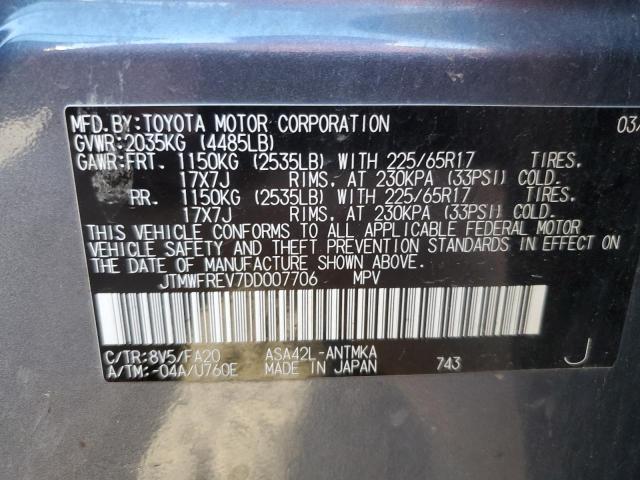 MFD.BY:TOYOTA MOTOR CORPORATION 03/
GVWR:2035KG (4485LB)
GAWR:FRT. 1150KG (2535LB) WITH 225/65R17 TIRES.
17X7J RIMS, AT 230KPA (33PSI) COLD.
RR. 1150KG (2535LB) WITH 225/65R17 TIRES.
17X7J RIMS, AT 230KPA (33PSI) COLD.
THIS VEHICLE CONFORMS TO ALL APPLICABLE FEDERAL MOTOR
VEHICLE SAFETY AND THEFT PREVENTION STANDARDS IN EFFECT ON
THE DATE OF MANUFACTURE SHOWN ABOVE.
JTMWFREV7DD007706 MPV
C/TR:8V5/FA20 ASA42L-ANTMKA 743 J
A/TM:-04A/U760E MADE IN JAPAN